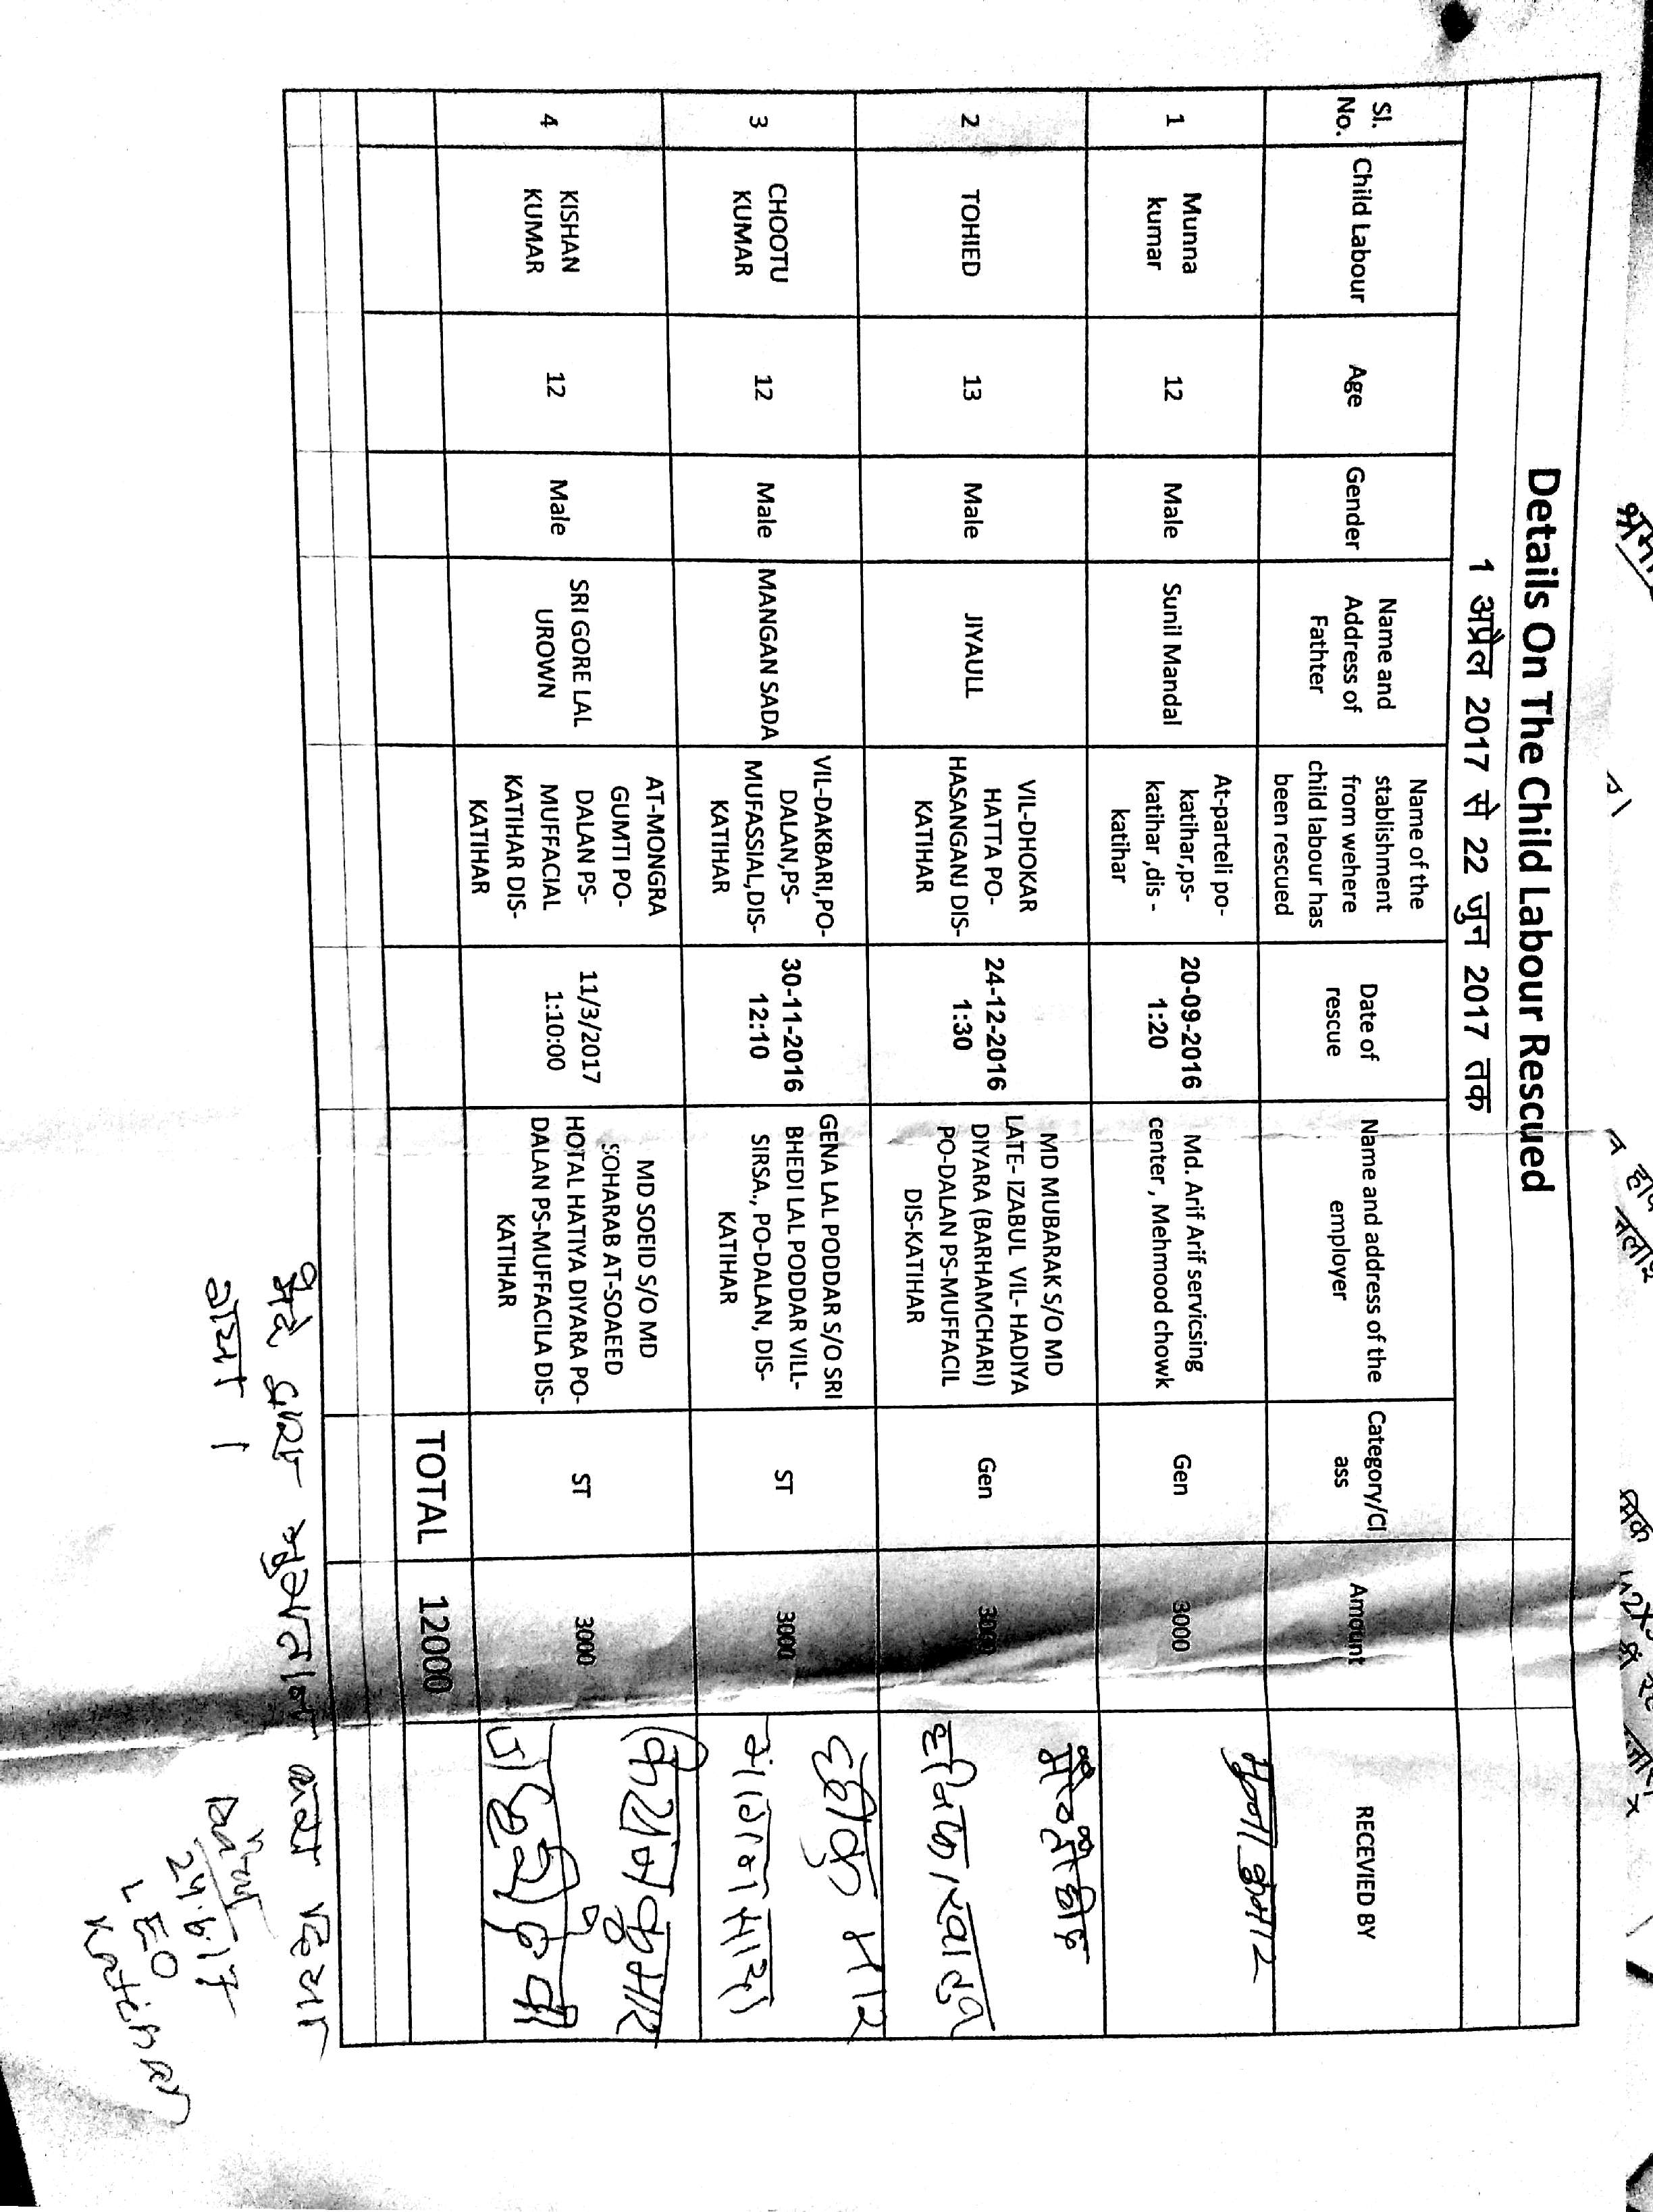 Details On The Child Labour Rescued
1 अप्रैल 2017 से 22 जुन 2017 तक
Sl. No. Child Labour Age Gender Name and Address of Fathter Name of the stablishment from wehere child labour has been rescued Date of rescue Name and address of the employer Category/Cl ass Amount RECEVIED BY
1 Munna kumar 12 Male Sunil Mandal At-parteli po-katihar,ps-katihar ,dis -katihar 20-09-2016 1:20 Md. Arif Arif servicsing center , Mehmood chowk Gen 3000 मुन्ना कुमार
2 TOHIED 13 Male JIYAULL VIL-DHOKAR HATTA PO-HASANGANJ DIS-KATIHAR 24-12-2016 1:30 MD MUBARAK S/O MD LATE- IZABUL VIL- HADIYA DIYARA (BARHAMCHARI) PO-DALAN PS-MUFFACIL DIS-KATIHAR Gen 3000
3 CHOOTU KUMAR 12 Male MANGAN SADA VIL-DAKBARI,PO-DALAN,PS-MUFASSIAL,DIS-KATIHAR 30-11-2016 12:10 GENA LAL PODDAR S/O SRI BHEDI LAL PODDAR VILL-SIRSA., PO-DALAN, DIS-KATIHAR ST 3000
4 KISHAN KUMAR 12 Male SRI GORE LAL UROWN AT-MONGRA GUMTI PO-DALAN PS-MUFFACIAL KATIHAR DIS-KATIHAR 11/3/2017 1:10:00 MD SOEID S/O MD SOHARAB AT-SOAEED HOTAL HATIYA DIYARA PO-DALAN PS-MUFFACILA DIS-KATIHAR ST 3000 किशन कुमार
TOTAL 12000
मेरे द्वारा भुगतान करा दिया
गया ।
24.6.17
LEO
Katihar